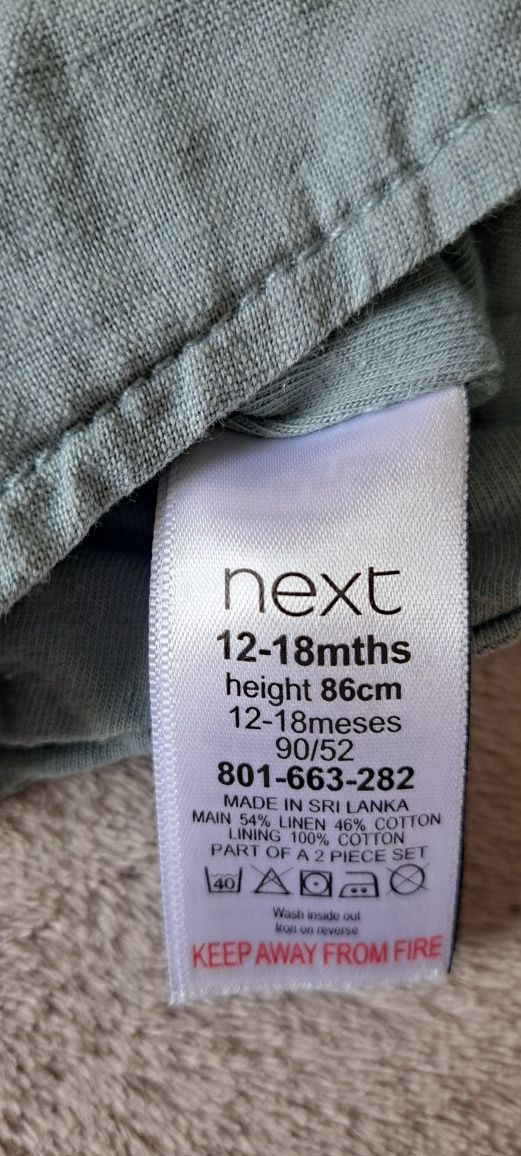 next
12-18mths
height 86cm
12-18meses
90/52
801-663-282
MADE IN SRI LANKA
MAIN 54% LINEN 46% COTTON
LINING 100% COTTON
PART OF A 2 PIECE SET
40
Wash inside out
Iron on reverse
KEEP AWAY FROM FIRE